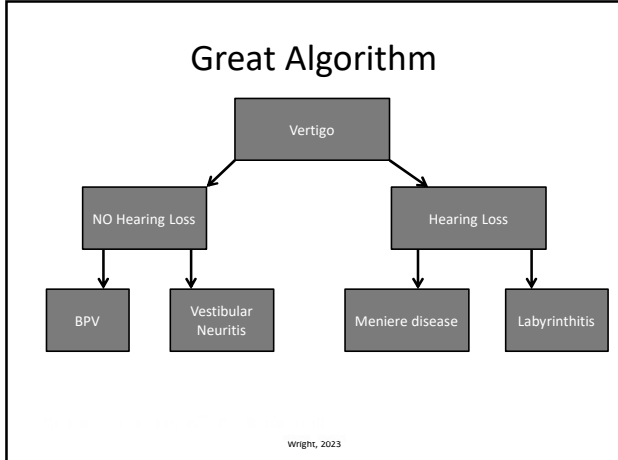 Great Algorithm
Vertigo
NO Hearing Loss
Hearing Loss
BPV
Vestibular
Neuritis
Meniere disease
Labyrinthitis
Wright, 2023